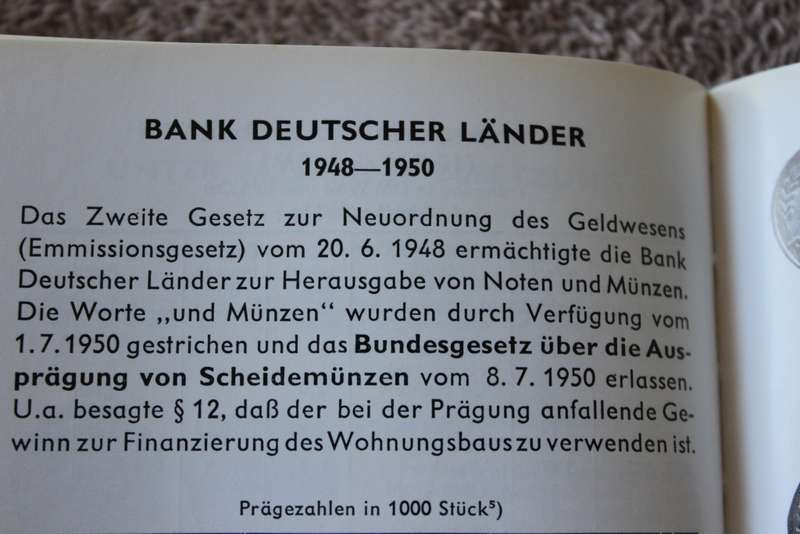 BANK DEUTSCHER LÄNDER
1948—1950
Das Zweite Gesetz zur Neuordnung des Geldwesens
(Emmissionsgesetz) vom 20. 6. 1948 ermächtigte die Bank
Deutscher Länder zur Herausgabe von Noten und Münzen.
Die Worte „und Münzen“ wurden durch Verfügung vom
1.7.1950 gestrichen und das Bundesgesetz über die Aus-
prägung von Scheidemünzen vom 8. 7. 1950 erlassen.
U.a. besagte § 12, daß der bei der Prägung anfallende Ge-
winn zur Finanzierung des Wohnungsbaus zu verwenden ist.
Prägezahlen in 1000 Stück⁵)